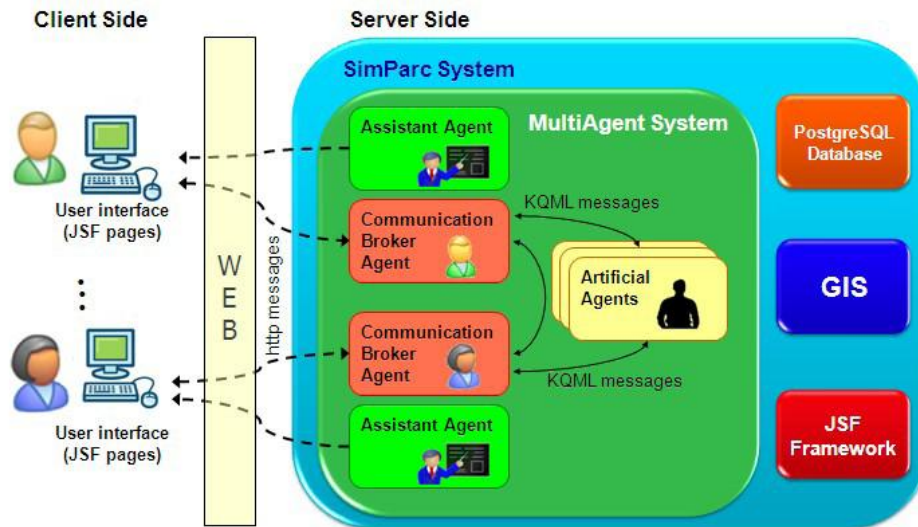 Client Side
Server Side
SimParc System
MultiAgent System
Assistant Agent
PostgreSQL
Database
User interface
(JSF pages)
Communication
Broker
Agent
KQML messages
W
E
B
http messages
Artificial
Agents
GIS
Communication
Broker
Agent
KQML messages
User interface
(JSF pages)
Assistant Agent
JSF
Framework